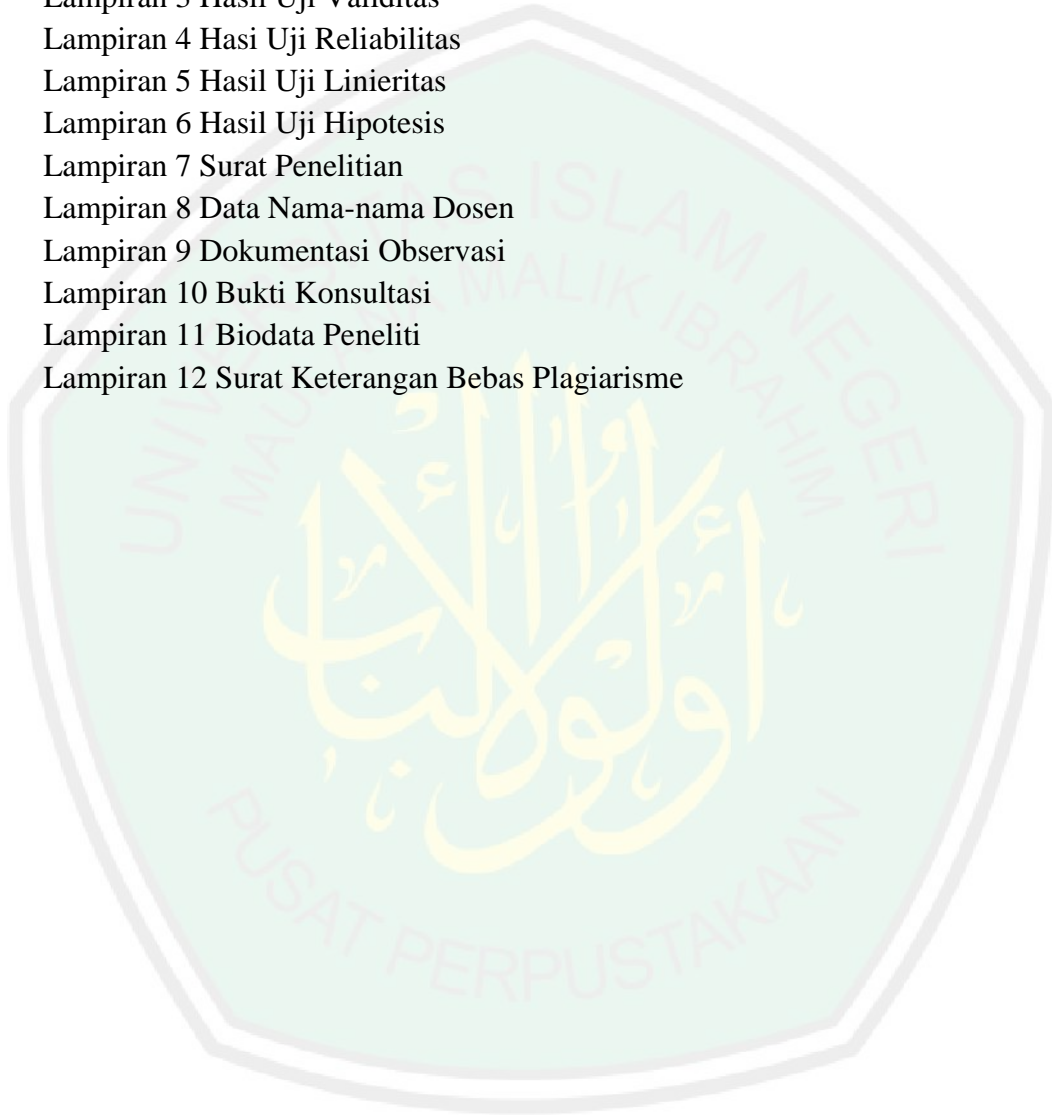 Lampiran 3 Hasil Uji Validitas
Lampiran 4 Hasi Uji Reliabilitas
Lampiran 5 Hasil Uji Linieritas
Lampiran 6 Hasil Uji Hipotesis
Lampiran 7 Surat Penelitian
Lampiran 8 Data Nama-nama Dosen
Lampiran 9 Dokumentasi Observasi
Lampiran 10 Bukti Konsultasi
Lampiran 11 Biodata Peneliti
Lampiran 12 Surat Keterangan Bebas Plagiarisme
UNIVERSITAS ISLAM NEGERI
MAULANA MALIK IBRAHIM
أولوا الألباب
PUSAT PERPUSTAKAAN